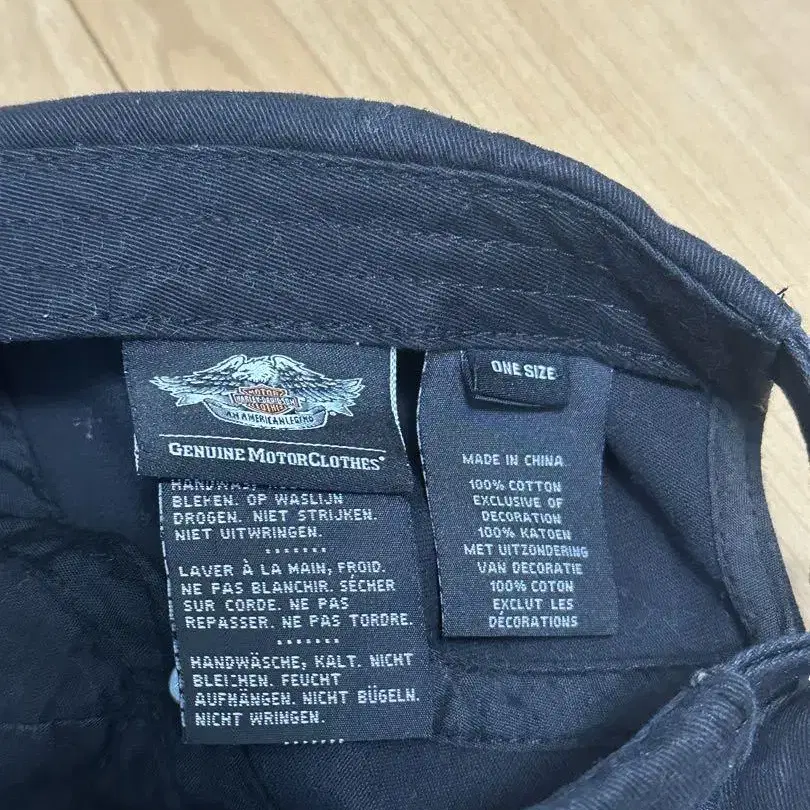 MOTOR
HARLEY-DAVIDSON
CLOTHES
AN AMERICAN LEGEND
GENUINE MOTORCLOTHES®
BLEKEN. OP WASLIJN
DROGEN. NIET STRIJKEN.
NIET UITWRINGEN.
LAVER À LA MAIN, FROID.
NE PAS BLANCHIR. SÉCHER
SUR CORDE. NE PAS
REPASSER. NE PAS TORDRE.
HANDWÄSCHE, KALT. NICHT
BLEICHEN. FEUCHT
AUFHÄNGEN. NICHT BÜGELN.
NICHT WRINGEN.
ONE SIZE
MADE IN CHINA
100% COTTON
EXCLUSIVE OF
DECORATION
100% KATOEN
MET UITZONDERING
VAN DECORATIE
100% COTON
EXCLUT LES
DÉCORATIONS